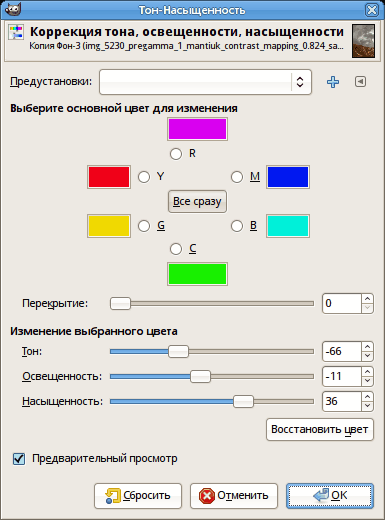 Тон-Насыщенность
Коррекция тона, освещенности, насыщенности
Копия Фон-3 (img_5230_pregamma_1_mantiuk_contrast_mapping_0.824_sa...
Предустановки:
Выберите основной цвет для изменения
R
Y
M
Все сразу
G
B
C
Перекрытие:
0
Изменение выбранного цвета
Тон:
-66
Освещенность:
-11
Насыщенность:
36
Восстановить цвет
Предварительный просмотр
Сбросить
Отменить
OK